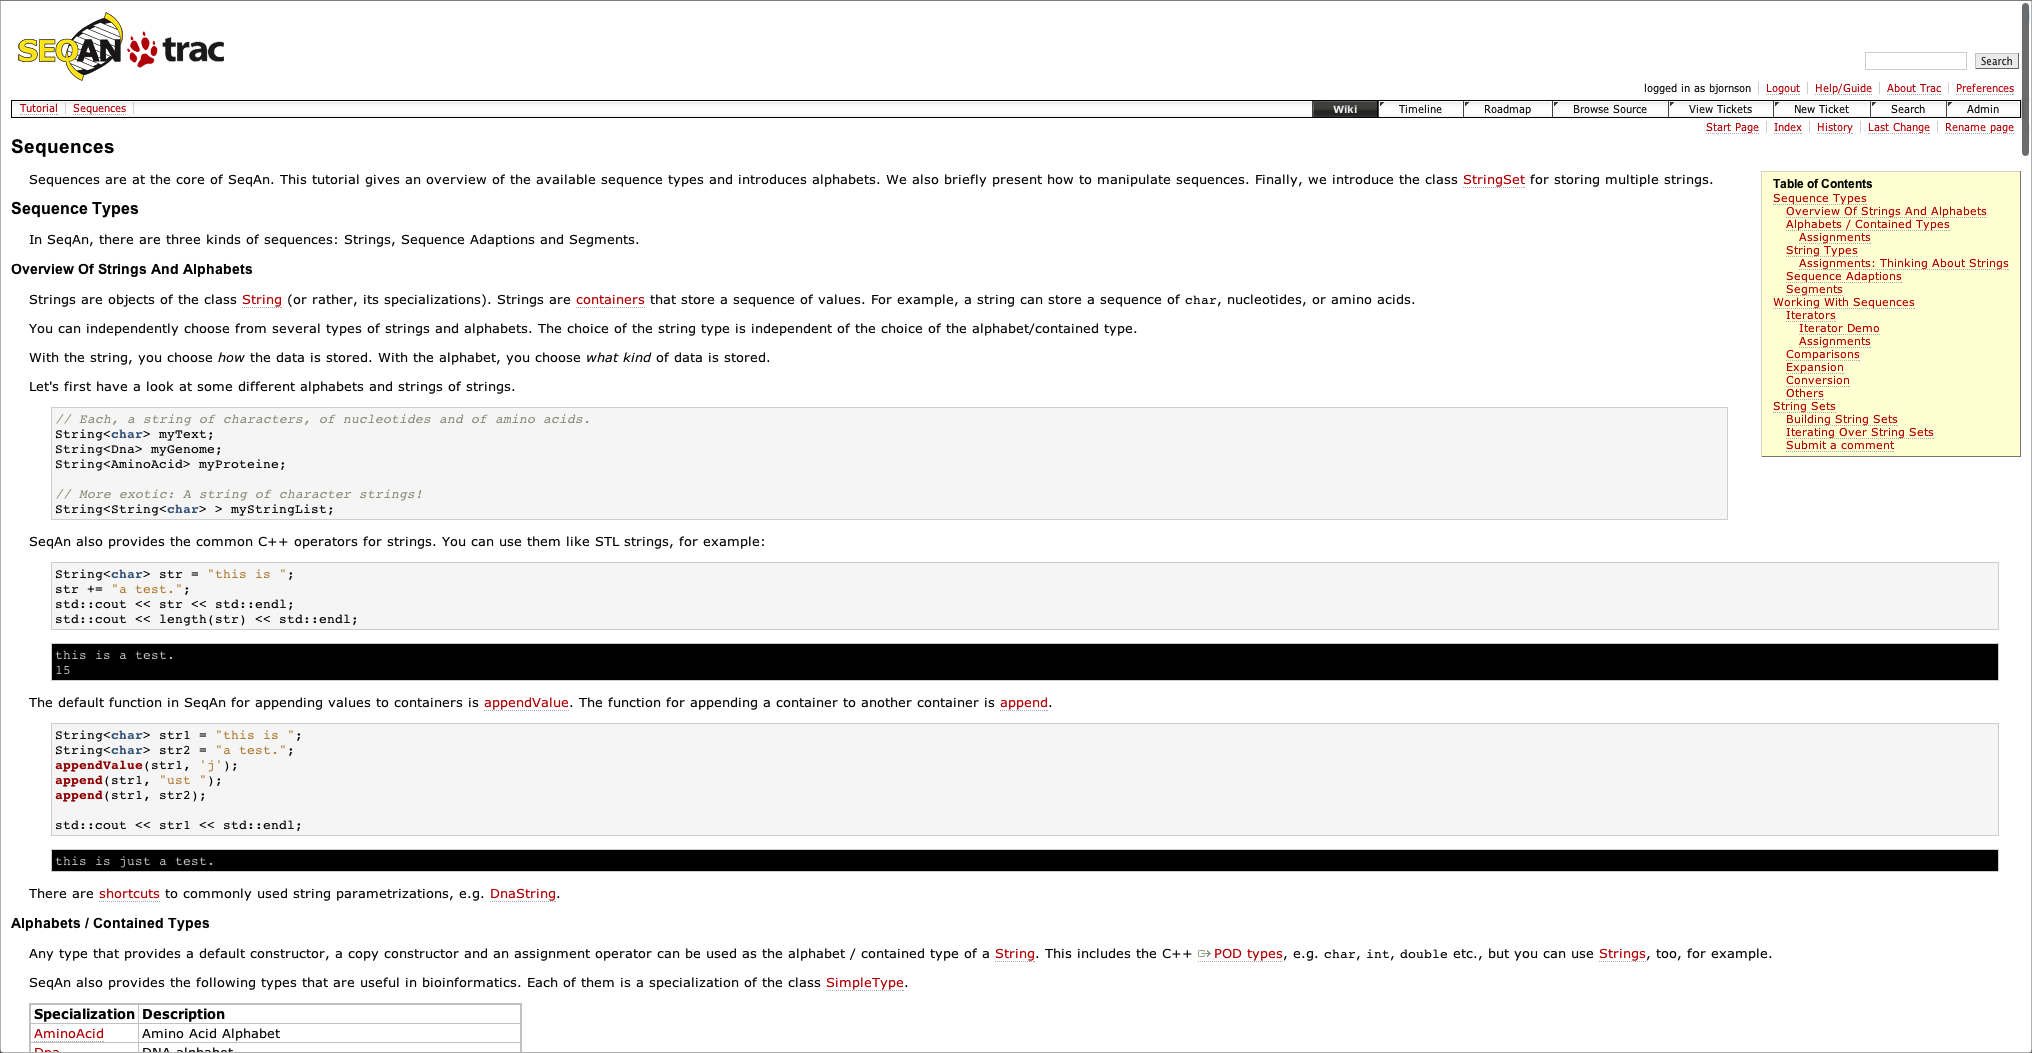 SEQAN trac
Search
logged in as bjornson Logout Help/Guide About Trac Preferences
Tutorial Sequences Wiki Timeline Roadmap Browse Source View Tickets New Ticket Search Admin
Start Page Index History Last Change Rename page
Sequences
Sequences are at the core of SeqAn. This tutorial gives an overview of the available sequence types and introduces alphabets. We also briefly present how to manipulate sequences. Finally, we introduce the class StringSet for storing multiple strings.
Table of Contents
Sequence Types
Overview Of Strings And Alphabets
Alphabets / Contained Types
Assignments
String Types
Assignments: Thinking About Strings
Sequence Adaptions
Segments
Working With Sequences
Iterators
Iterator Demo
Assignments
Comparisons
Expansion
Conversion
Others
String Sets
Building String Sets
Iterating Over String Sets
Submit a comment
Sequence Types
In SeqAn, there are three kinds of sequences: Strings, Sequence Adaptions and Segments.
Overview Of Strings And Alphabets
Strings are objects of the class String (or rather, its specializations). Strings are containers that store a sequence of values. For example, a string can store a sequence of char, nucleotides, or amino acids.
You can independently choose from several types of strings and alphabets. The choice of the string type is independent of the choice of the alphabet/contained type.
With the string, you choose how the data is stored. With the alphabet, you choose what kind of data is stored.
Let's first have a look at some different alphabets and strings of strings.
// Each, a string of characters, of nucleotides and of amino acids.
String<char> myText;
String<Dna> myGenome;
String<AminoAcid> myProteine;
// More exotic: A string of character strings!
String<String<char> > myStringList;
SeqAn also provides the common C++ operators for strings. You can use them like STL strings, for example:
String<char> str = "this is ";
str += "a test.";
std::cout << str << std::endl;
std::cout << length(str) << std::endl;
this is a test.
15
The default function in SeqAn for appending values to containers is appendValue. The function for appending a container to another container is append.
String<char> str1 = "this is ";
String<char> str2 = "a test.";
appendValue(str1, 'j');
append(str1, "ust ");
append(str1, str2);
std::cout << str1 << std::endl;
this is just a test.
There are shortcuts to commonly used string parametrizations, e.g. DnaString.
Alphabets / Contained Types
Any type that provides a default constructor, a copy constructor and an assignment operator can be used as the alphabet / contained type of a String. This includes the C++ POD types, e.g. char, int, double etc., but you can use Strings, too, for example.
SeqAn also provides the following types that are useful in bioinformatics. Each of them is a specialization of the class SimpleType.
Specialization Description
AminoAcid Amino Acid Alphabet
Dna DNA alphabet